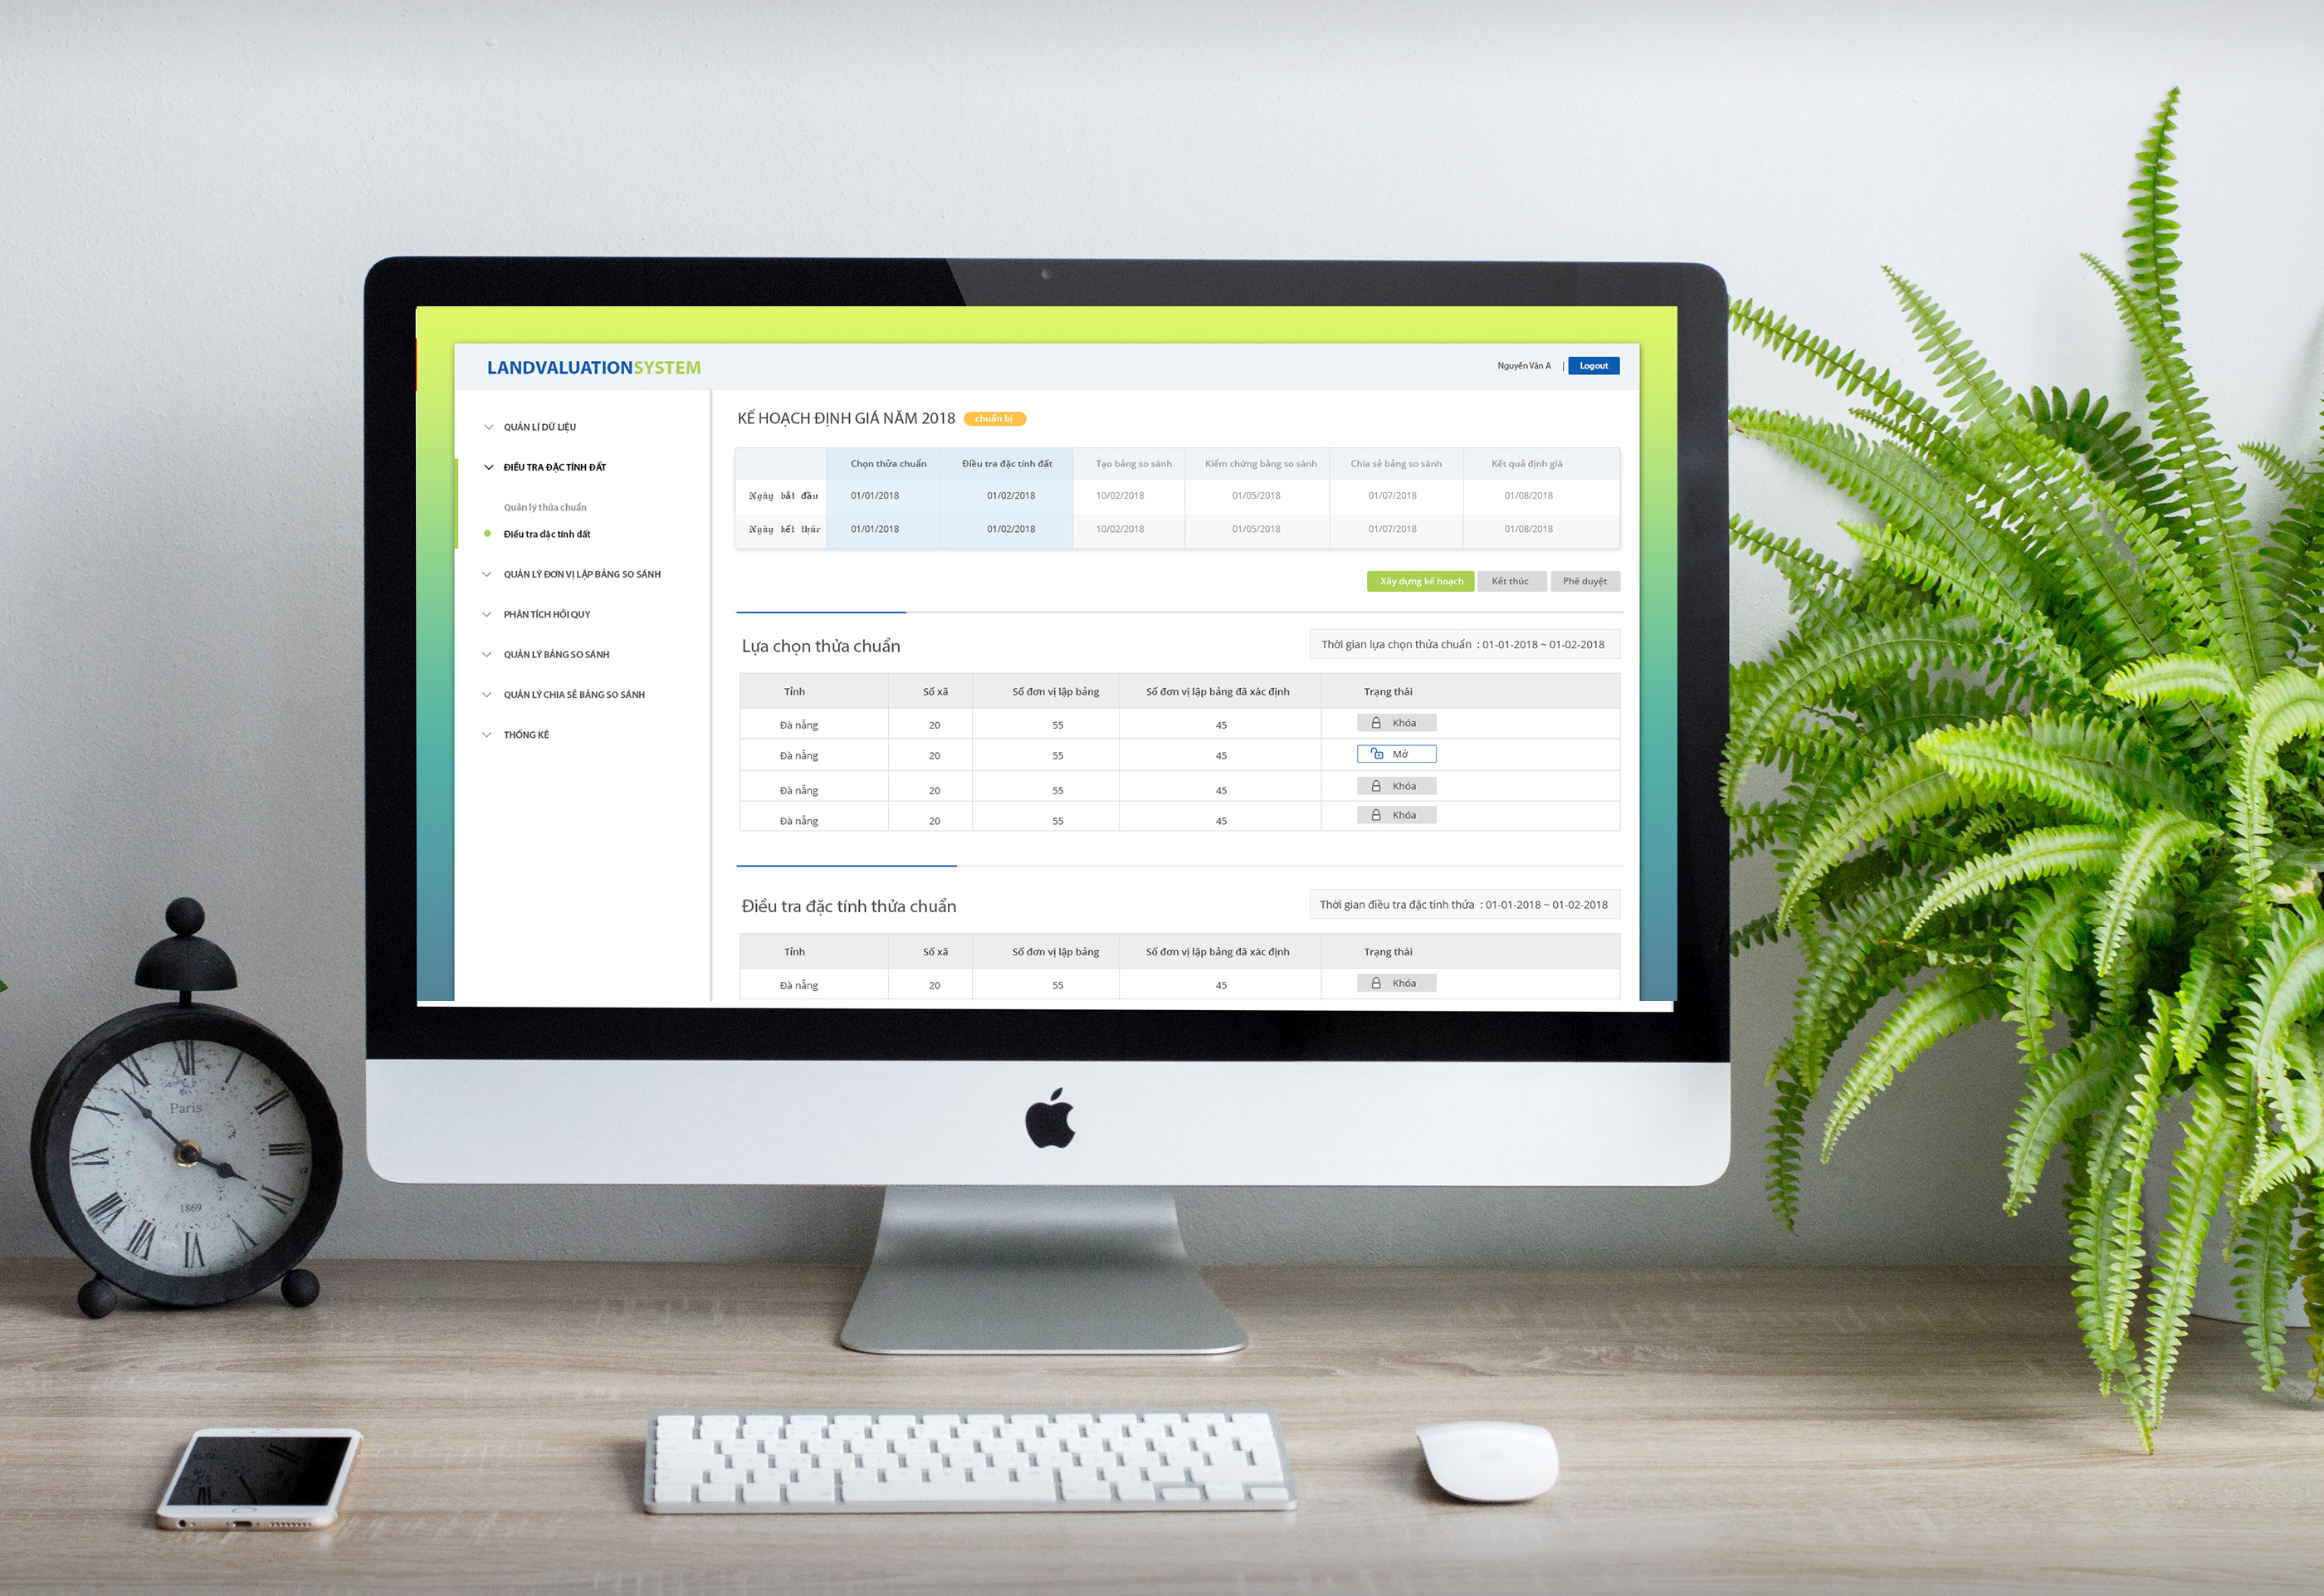 LANDVALUATIONSYSTEM
Nguyễn Văn A | Logout
QUẢN LÍ DỮ LIỆU
ĐIỀU TRA ĐẶC TÍNH ĐẤT
Quản lý thửa chuẩn
Điều tra đặc tính đất
QUẢN LÝ ĐƠN VỊ LẬP BẢNG SO SÁNH
PHÂN TÍCH HỒI QUY
QUẢN LÝ BẢNG SO SÁNH
QUẢN LÝ CHIA SẺ BẢNG SO SÁNH
THỐNG KÊ
KẾ HOẠCH ĐỊNH GIÁ NĂM 2018 chuẩn bị
Chọn thửa chuẩn Điều tra đặc tính đất Tạo bảng so sánh Kiểm chứng bảng so sánh Chia sẻ bảng so sánh Kết quả định giá
Ngày bắt đầu 01/01/2018 01/02/2018 10/02/2018 01/05/2018 01/07/2018 01/08/2018
Ngày kết thúc 01/01/2018 01/02/2018 10/02/2018 01/05/2018 01/07/2018 01/08/2018
Xây dựng kế hoạch Kết thúc Phê duyệt
Lựa chọn thửa chuẩn
Thời gian lựa chọn thửa chuẩn : 01-01-2018 ~ 01-02-2018
Tỉnh Số xã Số đơn vị lập bảng Số đơn vị lập bảng đã xác định Trạng thái
Đà nẵng 20 55 45 Khóa
Đà nẵng 20 55 45 Mở
Đà nẵng 20 55 45 Khóa
Đà nẵng 20 55 45 Khóa
Điều tra đặc tính thửa chuẩn
Thời gian điều tra đặc tính thửa : 01-01-2018 ~ 01-02-2018
Tỉnh Số xã Số đơn vị lập bảng Số đơn vị lập bảng đã xác định Trạng thái
Đà nẵng 20 55 45 Khóa
XII
I
II
III
IIII
V
VI
VII
VIII
IX
X
XI
Paris
1869